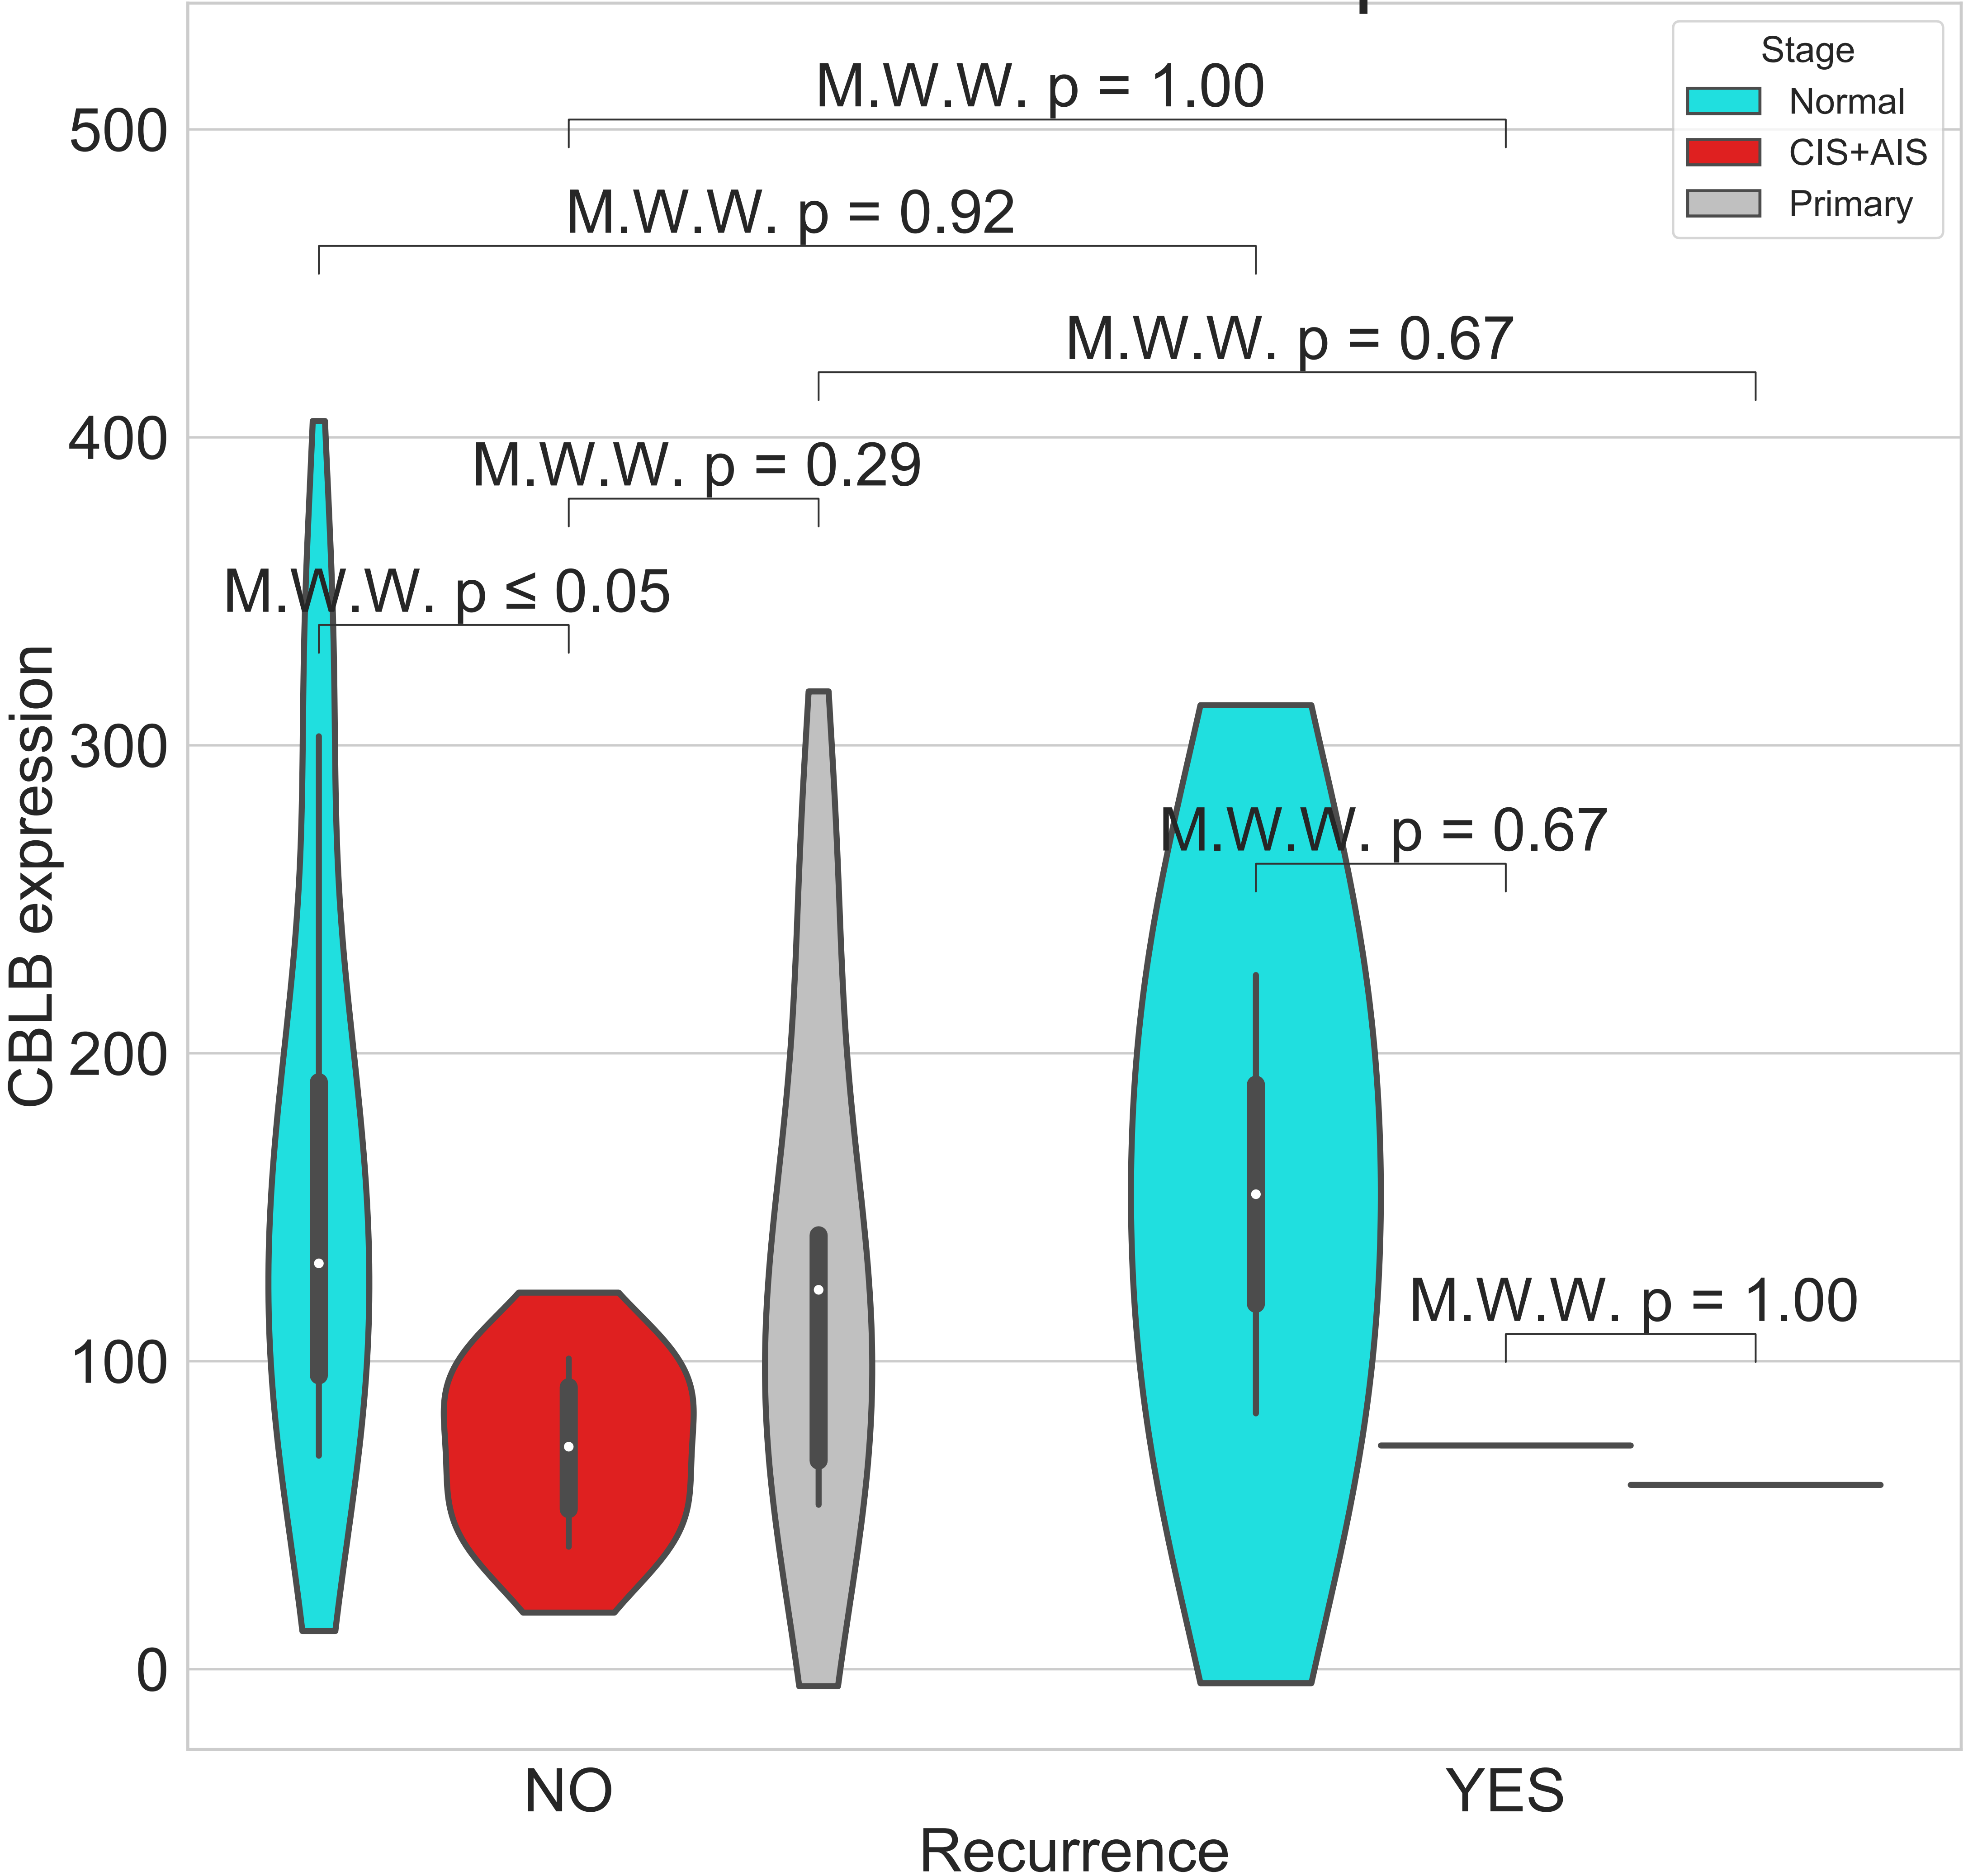 Stage
Normal
CIS+AIS
Primary
M.W.W. p = 1.00
M.W.W. p = 0.92
M.W.W. p = 0.67
M.W.W. p = 0.29
M.W.W. p ≤ 0.05
M.W.W. p = 0.67
M.W.W. p = 1.00
500
400
300
200
100
0
CBLB expression
NO
YES
Recurrence